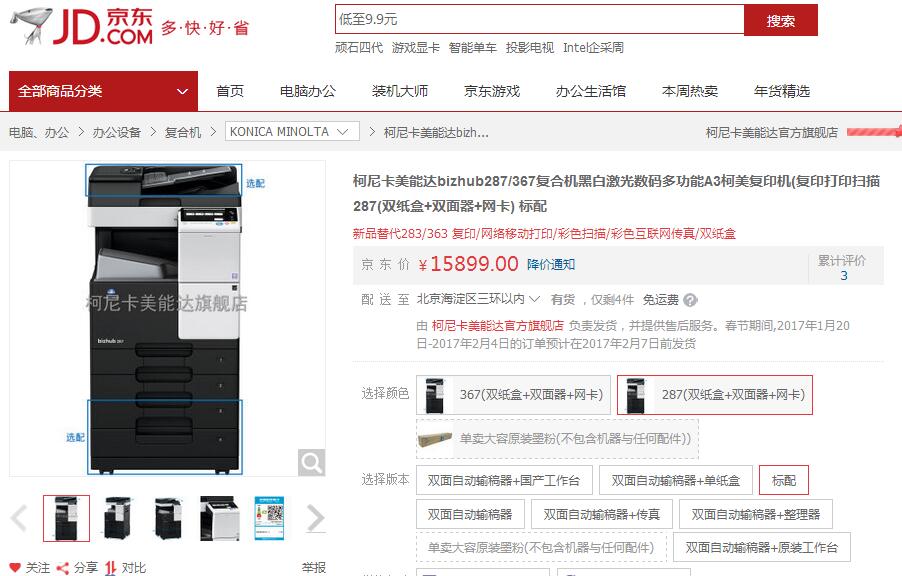 JD.COM 京东 多·快·好·省
低至9.9元 搜索
顽石四代 游戏显卡 智能单车 投影电视 Intel企采周
全部商品分类 首页 电脑办公 装机大师 京东游戏 办公生活馆 本周热卖 年货精选
电脑、办公 > 办公设备 > 复合机 > KONICA MINOLTA > 柯尼卡美能达bizh... 柯尼卡美能达官方旗舰店
选配
柯尼卡美能达旗舰店
bizhub 287
选配
关注 分享 对比 举报
柯尼卡美能达bizhub287/367复合机黑白激光数码多功能A3柯美复印机(复印打印扫描
287(双纸盒+双面器+网卡) 标配
新品替代283/363 复印/网络移动打印/彩色扫描/彩色互联网传真/双纸盒
京东价 ¥15899.00 降价通知 累计评价
3
配送至 北京海淀区三环以内 有货，仅剩4件 免运费
由 柯尼卡美能达官方旗舰店 负责发货，并提供售后服务。春节期间,2017年1月20
日-2017年2月4日的订单预计在2017年2月7日前发货
选择颜色 367(双纸盒+双面器+网卡) 287(双纸盒+双面器+网卡)
单卖大容原装墨粉(不包含机器与任何配件))
选择版本 双面自动输稿器+国产工作台 双面自动输稿器+单纸盒 标配
双面自动输稿器 双面自动输稿器+传真 双面自动输稿器+整理器
单卖大容原装墨粉(不包含机器与任何配件) 双面自动输稿器+原装工作台